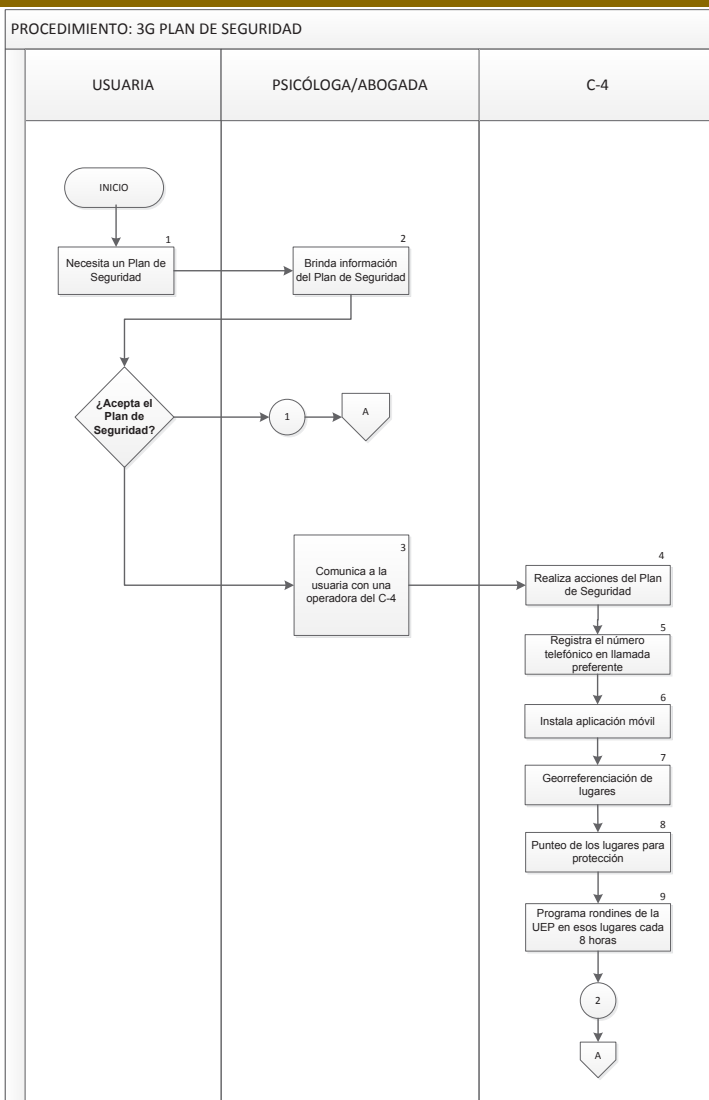 PROCEDIMIENTO: 3G PLAN DE SEGURIDAD
USUARIA
PSICÓLOGA/ABOGADA
C-4
INICIO
1
Necesita un Plan de
Seguridad
2
Brinda información
del Plan de Seguridad
¿Acepta el
Plan de
Seguridad?
1
A
3
Comunica a la
usuaria con una
operadora del C-4
4
Realiza acciones del Plan
de Seguridad
5
Registra el número
telefónico en llamada
preferente
6
Instala aplicación móvil
7
Georreferenciación de
lugares
8
Punteo de los lugares para
protección
9
Programa rondines de la
UEP en esos lugares cada
8 horas
2
A